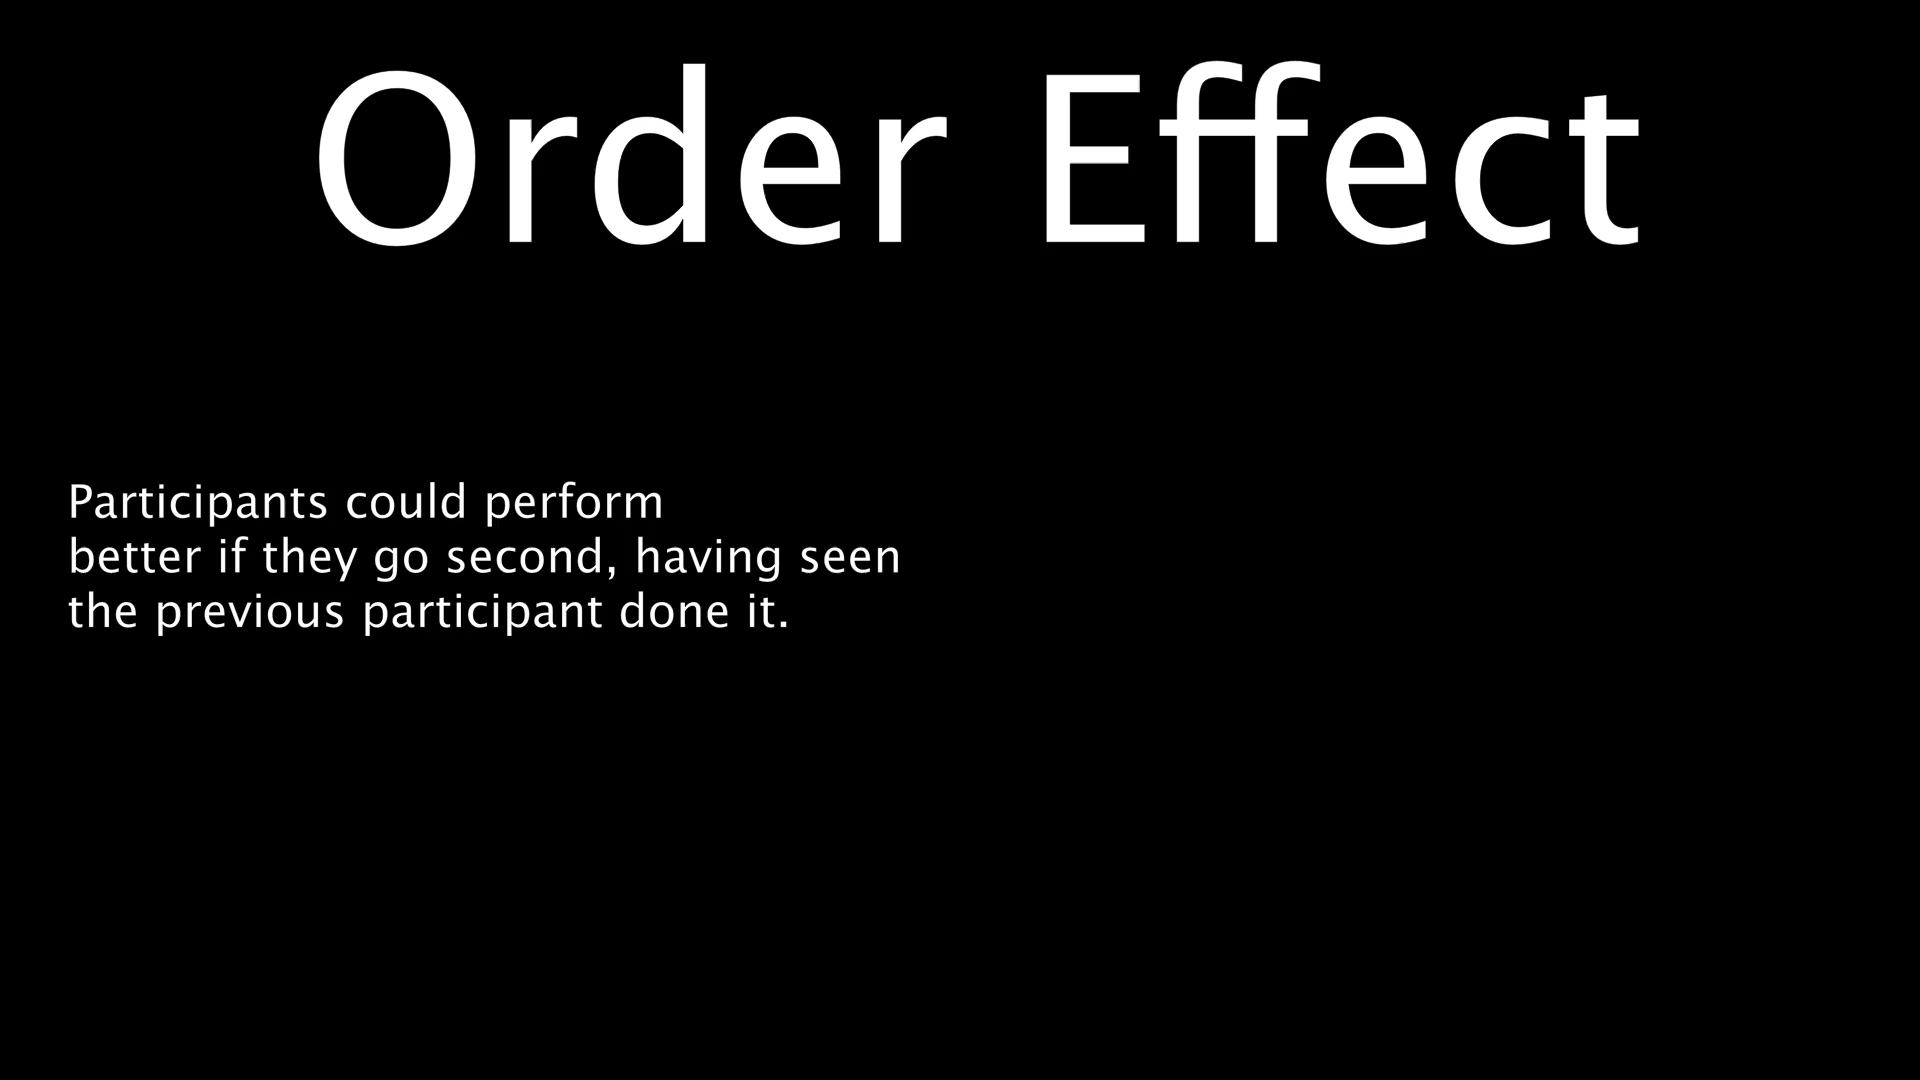 Order Effect
Participants could perform
better if they go second, having seen
the previous participant done it.